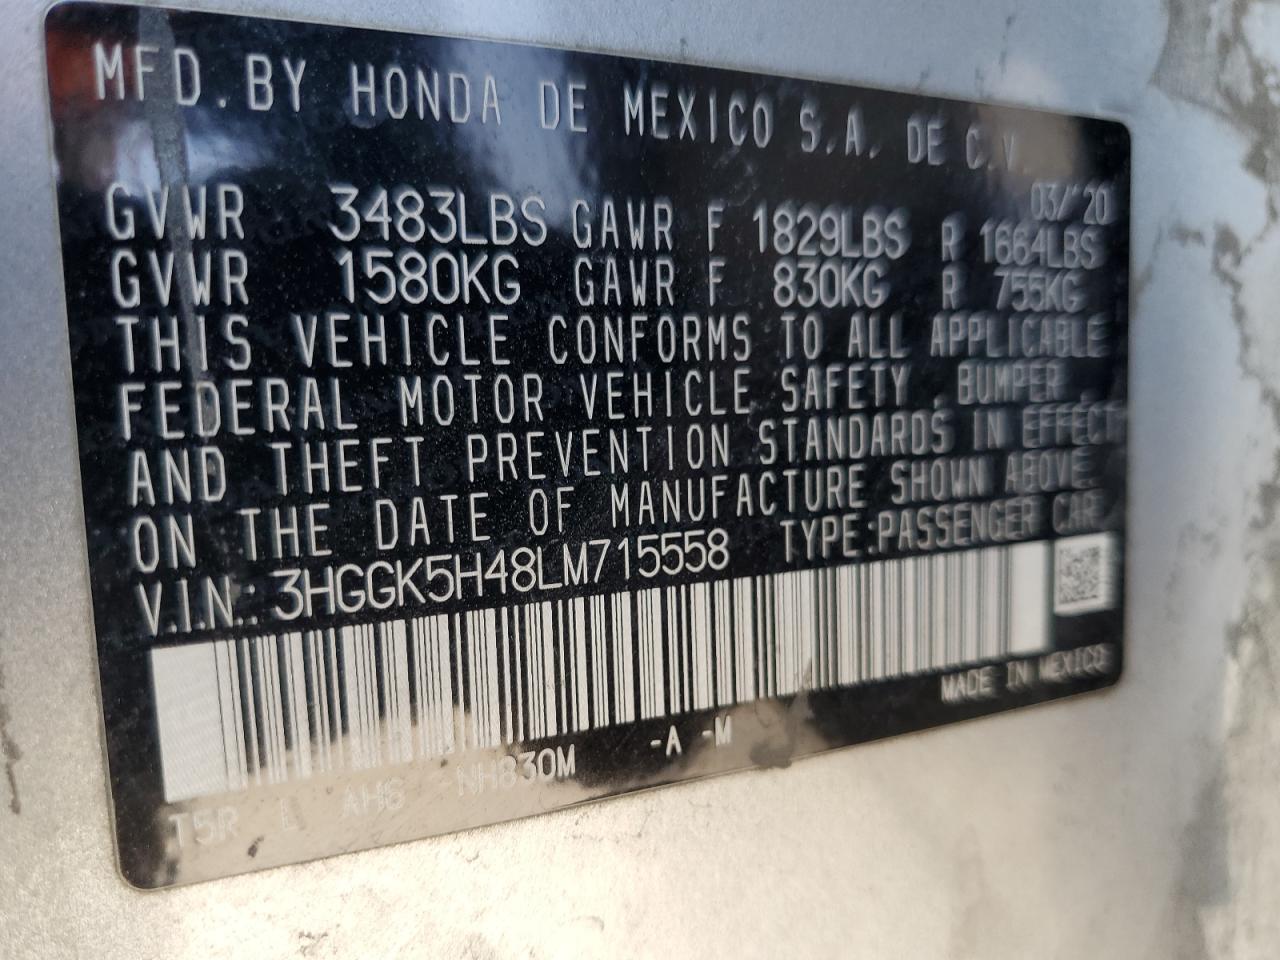 MFD.BY HONDA DE MEXICO S.A. DE C.V
03/'20
GVWR 3483LBS GAWR F 1829LBS R 1664LBS
GVWR 1580KG GAWR F 830KG R 755KG
THIS VEHICLE CONFORMS TO ALL APPLICABLE
FEDERAL MOTOR VEHICLE SAFETY , BUMPER ,
AND THEFT PREVENTION STANDARDS IN EFFECT
ON THE DATE OF MANUFACTURE SHOWN ABOVE.
V.I.N.: 3HGGK5H48LM715558 TYPE:PASSENGER CAR
MADE IN MEXICO
T5R L AH6 NH830M -A -M